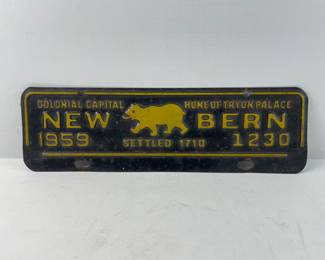 COLONIAL CAPITAL HOME OF TRYON PALACE
NEW BERN
1959 SETTLED 1710 1230